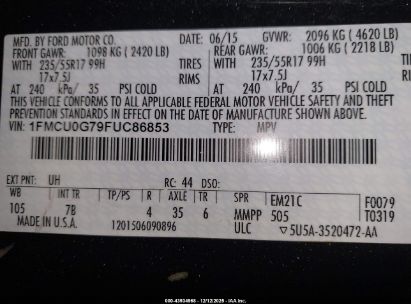 MFD. BY FORD MOTOR CO.
06/15 GVWR: 2096 KG ( 4620 LB)
FRONT GAWR: 1098 KG ( 2420 LB) REAR GAWR: 1006 KG ( 2218 LB)
WITH 235/55R17 99H TIRES WITH 235/55R17 99H
17x7.5J RIMS 17x7.5J
AT 240 kPa/ 35 PSI COLD AT 240 kPa/ 35 PSI COLD
THIS VEHICLE CONFORMS TO ALL APPLICABLE FEDERAL MOTOR VEHICLE SAFETY AND THEFT
PREVENTION STANDARDS IN EFFECT ON THE DATE OF MANUFACTURE SHOWN ABOVE.
VIN: 1FMCU0G79FUC86853 TYPE: MPV
EXT PNT: UH RC: 44 DSO:
WB INT TR TP/PS R AXLE TR SPR EM21C F0079
105 7B 4 35 6 MMPP 505 T0319
MADE IN U.S.A. 1201506090896 ULC ▽5U5A-3520472-AA